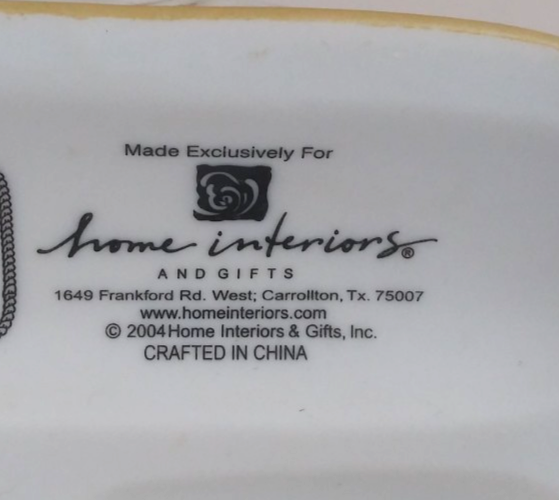 Made Exclusively For
home interiors®
AND GIFTS
1649 Frankford Rd. West; Carrollton, Tx. 75007
www.homeinteriors.com
© 2004 Home Interiors & Gifts, Inc.
CRAFTED IN CHINA